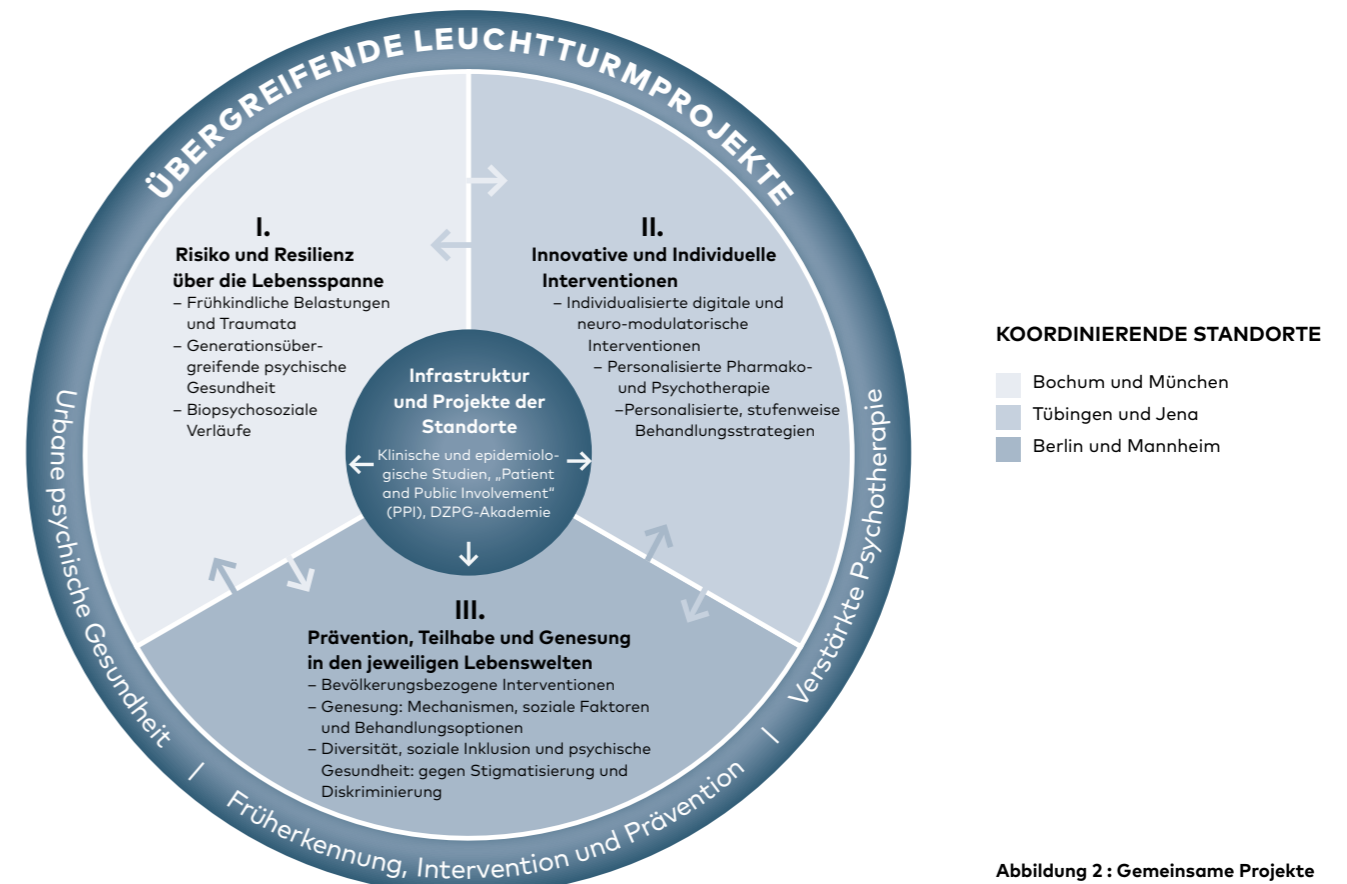 ÜBERGREIFENDE LEUCHTTURMPROJEKTE
I.
Risiko und Resilienz
über die Lebensspanne
– Frühkindliche Belastungen
und Traumata
– Generationsüber-
greifende psychische
Gesundheit
– Biopsychosoziale
Verläufe
II.
Innovative und Individuelle
Interventionen
– Individualisierte digitale und
neuro-modulatorische
Interventionen
– Personalisierte Pharmako-
und Psychotherapie
–Personalisierte, stufenweise
Behandlungsstrategien
Infrastruktur
und Projekte der
Standorte
Klinische und epidemiolo-
gische Studien, „Patient
and Public Involvement“
(PPI), DZPG-Akademie
III.
Prävention, Teilhabe und Genesung
in den jeweiligen Lebenswelten
– Bevölkerungsbezogene Interventionen
– Genesung: Mechanismen, soziale Faktoren
und Behandlungsoptionen
– Diversität, soziale Inklusion und psychische
Gesundheit: gegen Stigmatisierung und
Diskriminierung
Urbane psychische Gesundheit | Früherkennung, Intervention und Prävention | Verstärkte Psychotherapie
KOORDINIERENDE STANDORTE
Bochum und München
Tübingen und Jena
Berlin und Mannheim
Abbildung 2 : Gemeinsame Projekte